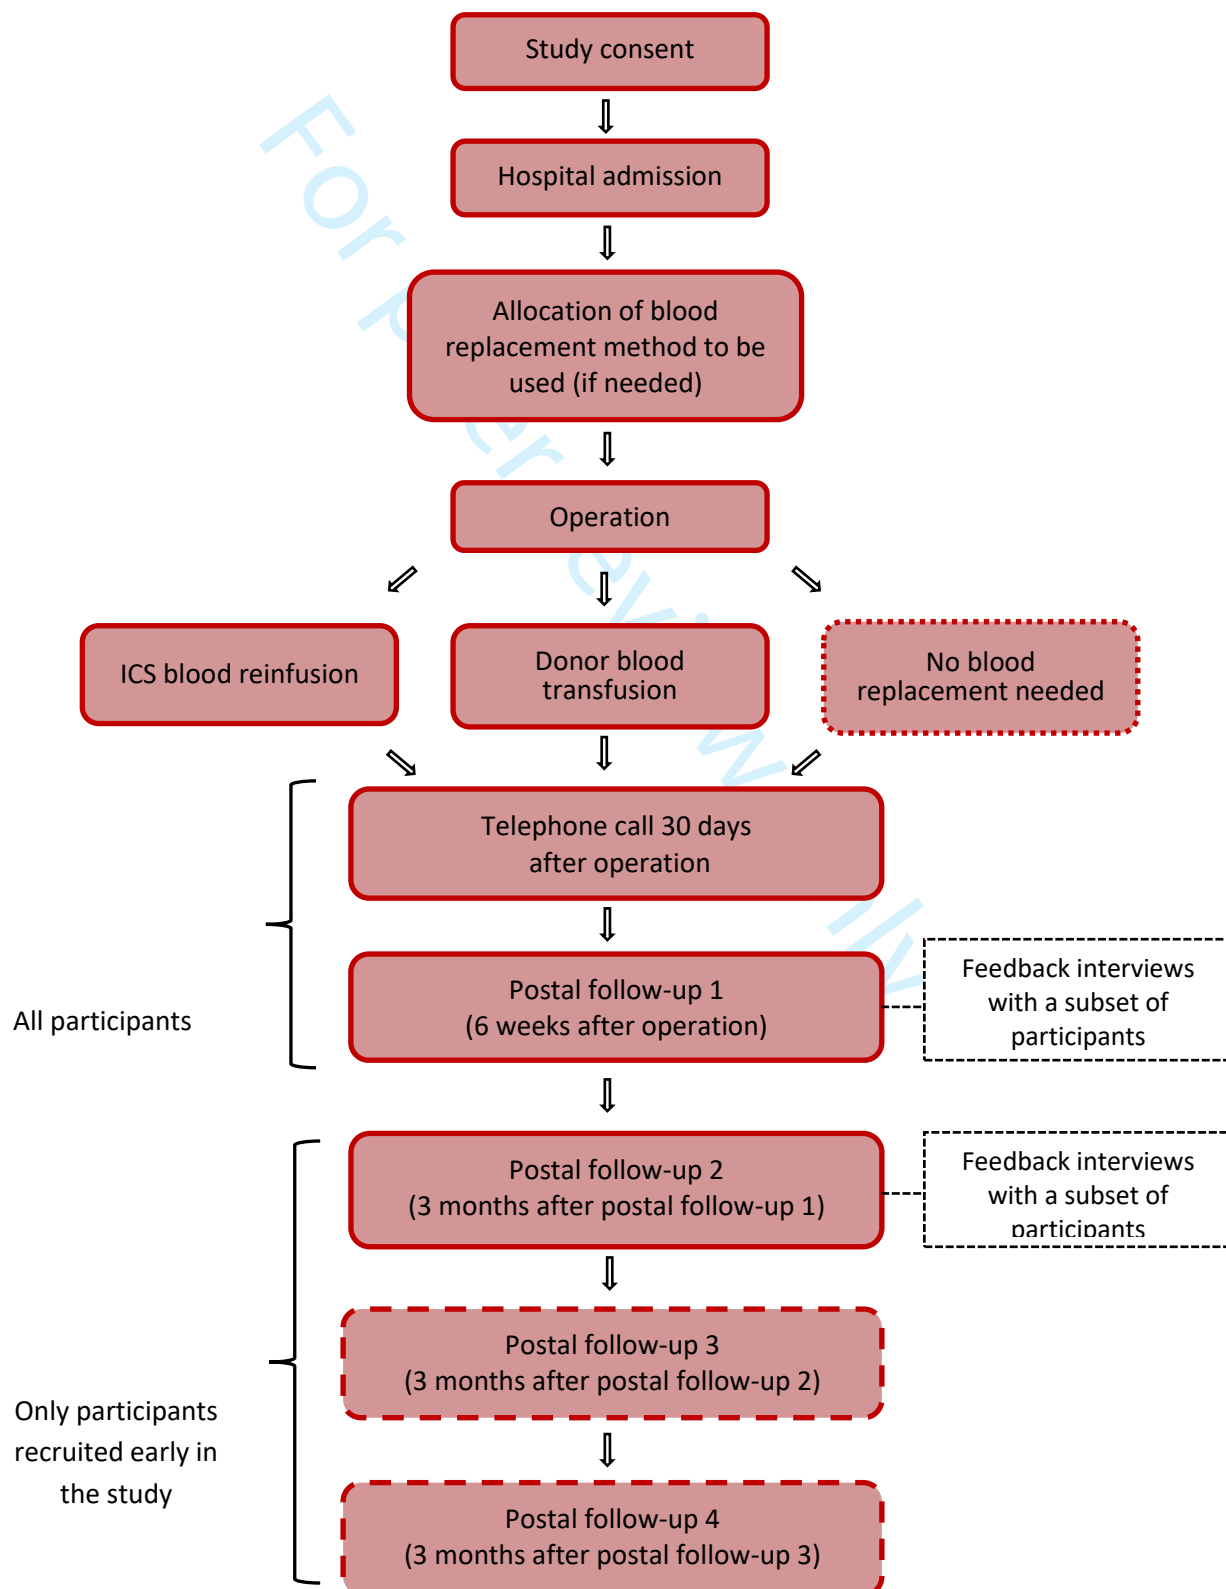 Study consent
Hospital admission
Allocation of blood
replacement method to be
used (if needed)
Operation
ICS blood reinfusion
Donor blood
transfusion
No blood
replacement needed
Telephone call 30 days
after operation
All participants
Postal follow-up 1
(6 weeks after operation)
Feedback interviews
with a subset of
participants
Postal follow-up 2
(3 months after postal follow-up 1)
Feedback interviews
with a subset of
participants
Postal follow-up 3
(3 months after postal follow-up 2)
Only participants
recruited early in
the study
Postal follow-up 4
(3 months after postal follow-up 3)